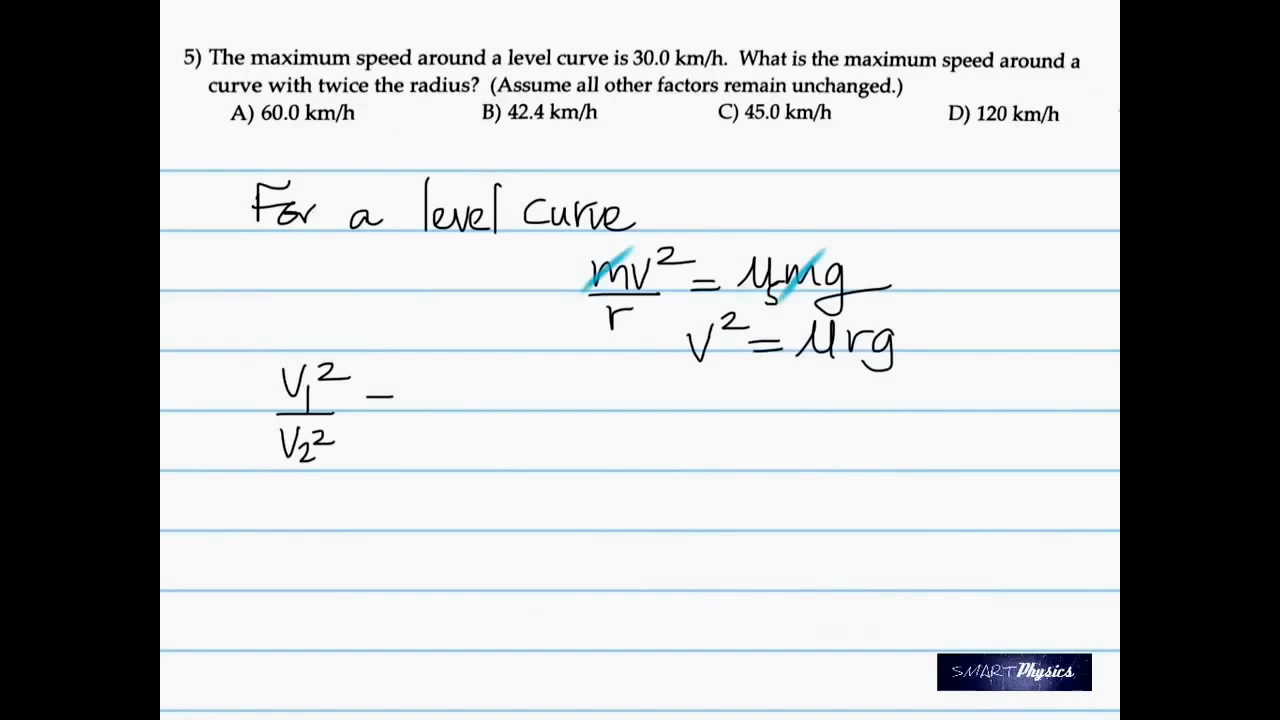 5) The maximum speed around a level curve is 30.0 km/h. What is the maximum speed around a
curve with twice the radius? (Assume all other factors remain unchanged.)
A) 60.0 km/h B) 42.4 km/h C) 45.0 km/h D) 120 km/h
For a level curve
mv²/r = μₛmg
v² = μrg
V₁²/V₂² =
SMARTPhysics